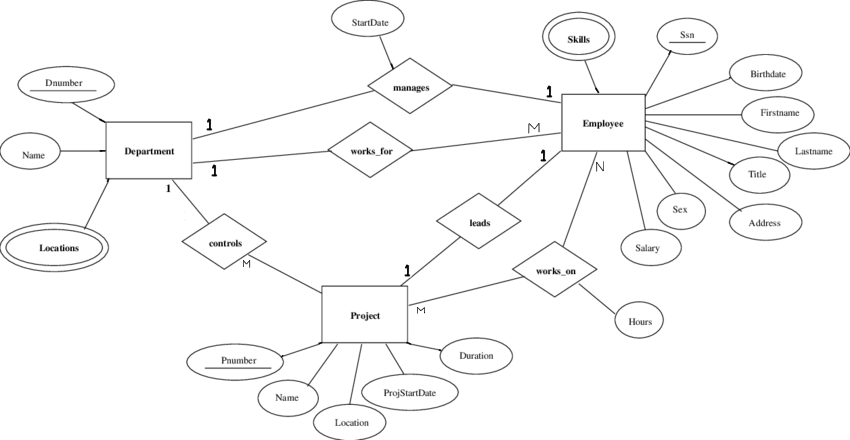 StartDate
Skills
Ssn
Dnumber
manages
Birthdate
1
Firstname
1
M
Employee
Name
Department
works_for
1
Lastname
1
Title
N
1
Sex
leads
Address
Locations
controls
Salary
M
1
works_on
M
Project
Hours
Pnumber
Duration
Name
ProjStartDate
Location